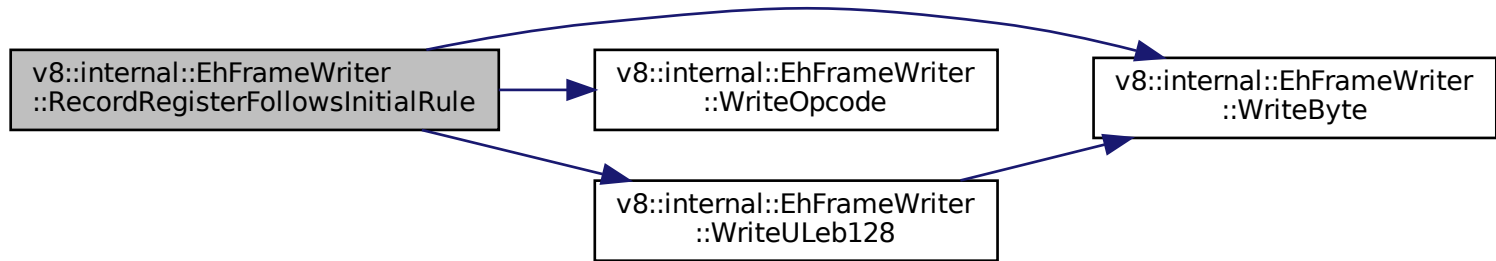 v8::internal::EhFrameWriter
::RecordRegisterFollowsInitialRule
v8::internal::EhFrameWriter
::WriteOpcode
v8::internal::EhFrameWriter
::WriteByte
v8::internal::EhFrameWriter
::WriteULeb128